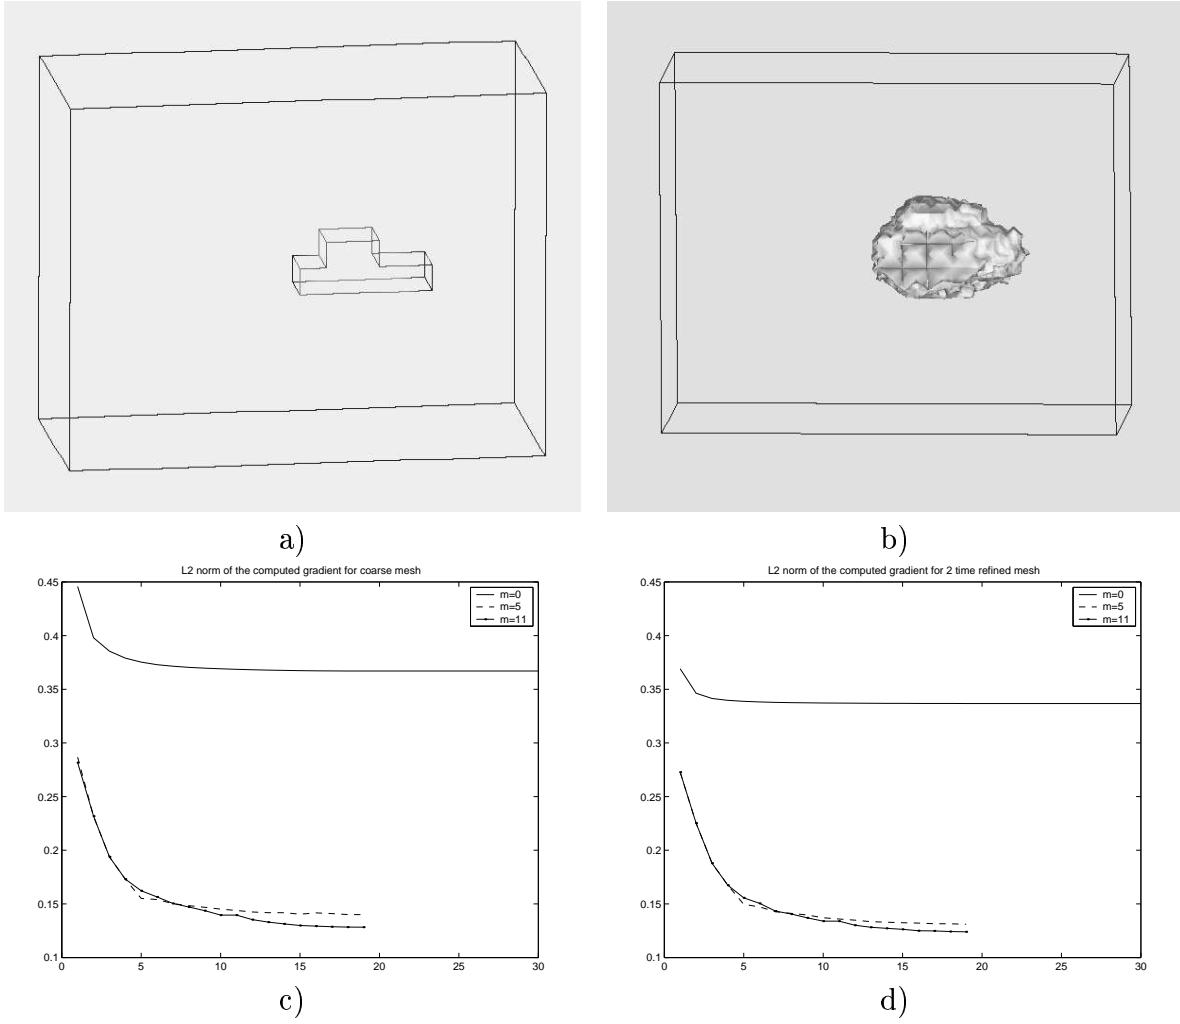 a)
b)
L2 norm of the computed gradient for coarse mesh
0.45
0.4
0.35
0.3
0.25
0.2
0.15
0.1
0
5
10
15
20
25
30
m=0
m=5
m=11
c)
L2 norm of the computed gradient for 2 time refined mesh
0.45
0.4
0.35
0.3
0.25
0.2
0.15
0.1
0
5
10
15
20
25
30
m=0
m=5
m=11
d)